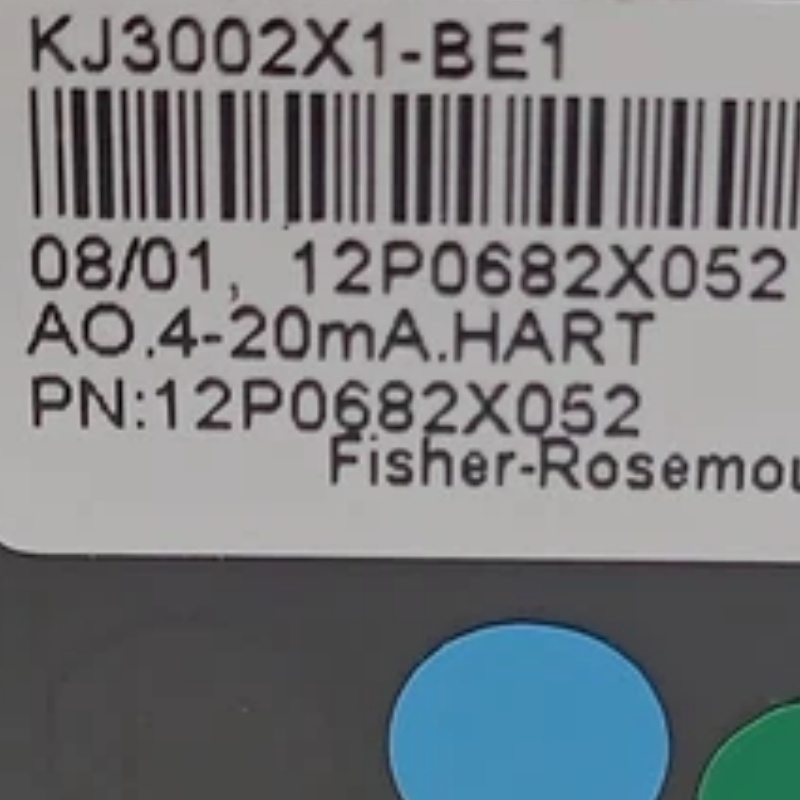 KJ3002X1-BE1
08/01, 12P0682X052
AO.4-20mA.HART
PN:12P0682X052
Fisher-Rosemou